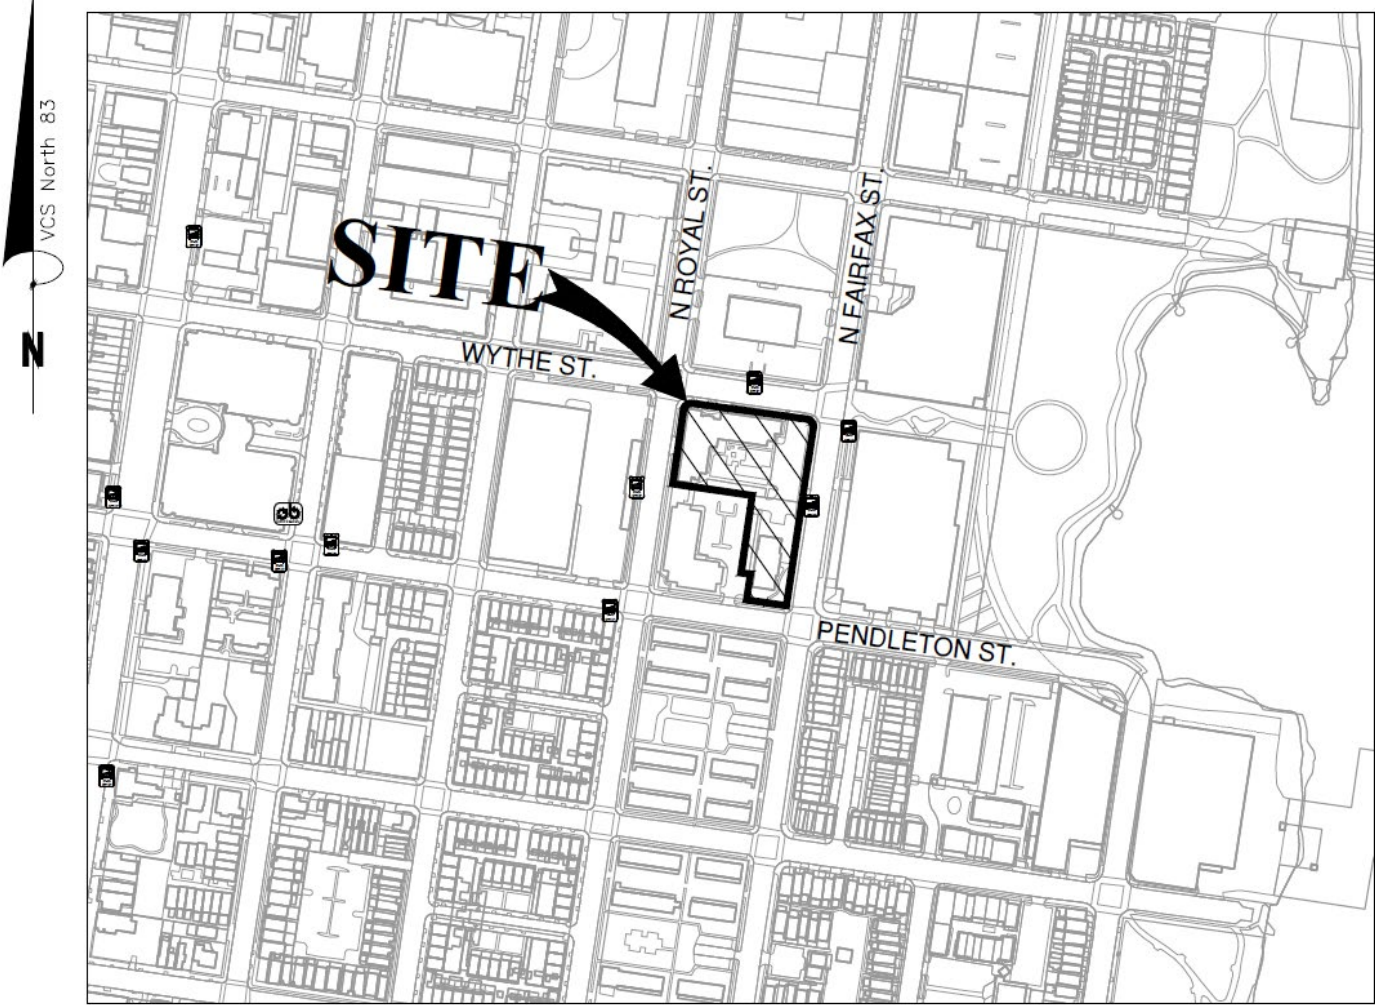 VCS North 83
N
SITE
N ROYAL ST.
N FAIRFAX ST.
WYTHE ST.
PENDLETON ST.